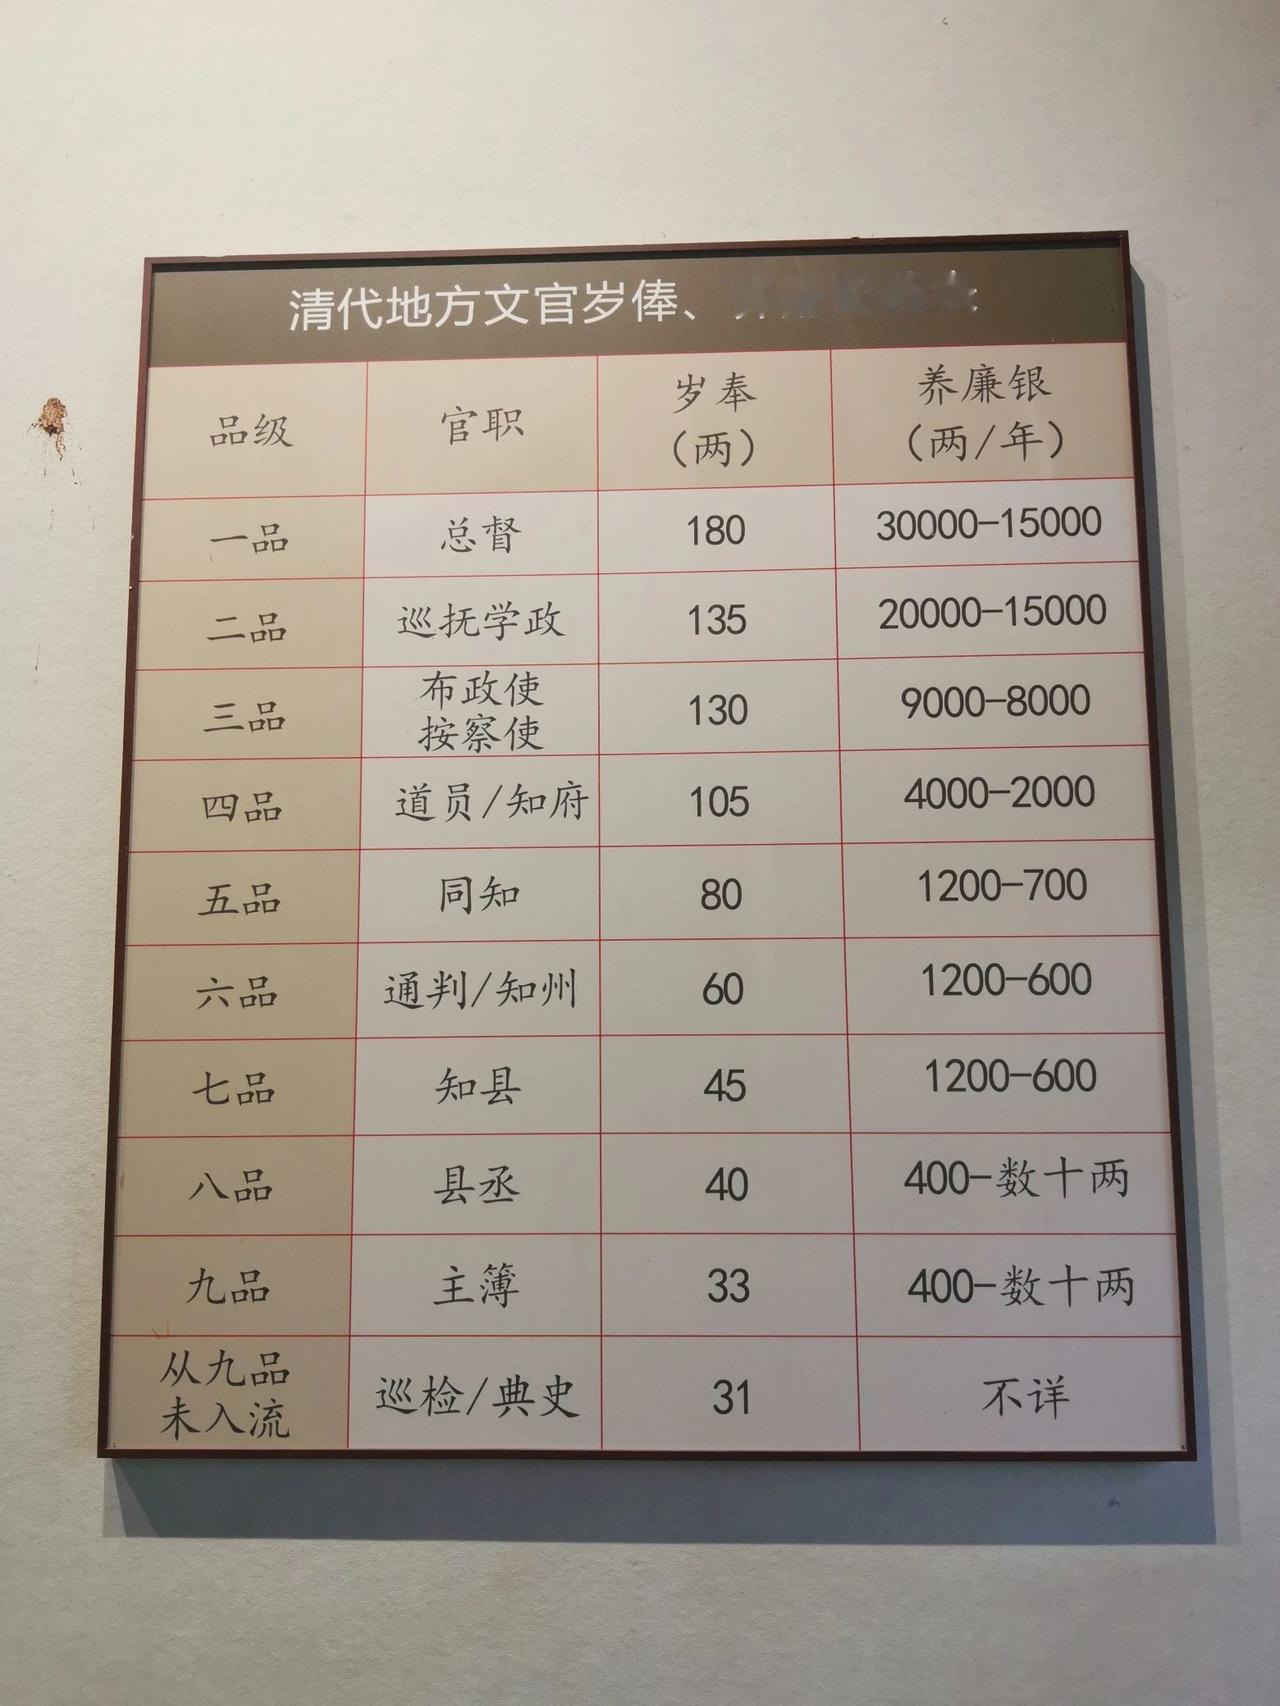 清代地方文官岁俸、
品级 官职 岁奉（两） 养廉银（两/年）
一品 总督 180 30000-15000
二品 巡抚学政 135 20000-15000
三品 布政使 按察使 130 9000-8000
四品 道员/知府 105 4000-2000
五品 同知 80 1200-700
六品 通判/知州 60 1200-600
七品 知县 45 1200-600
八品 县丞 40 400-数十两
九品 主簿 33 400-数十两
从九品 未入流 巡检/典史 31 不详